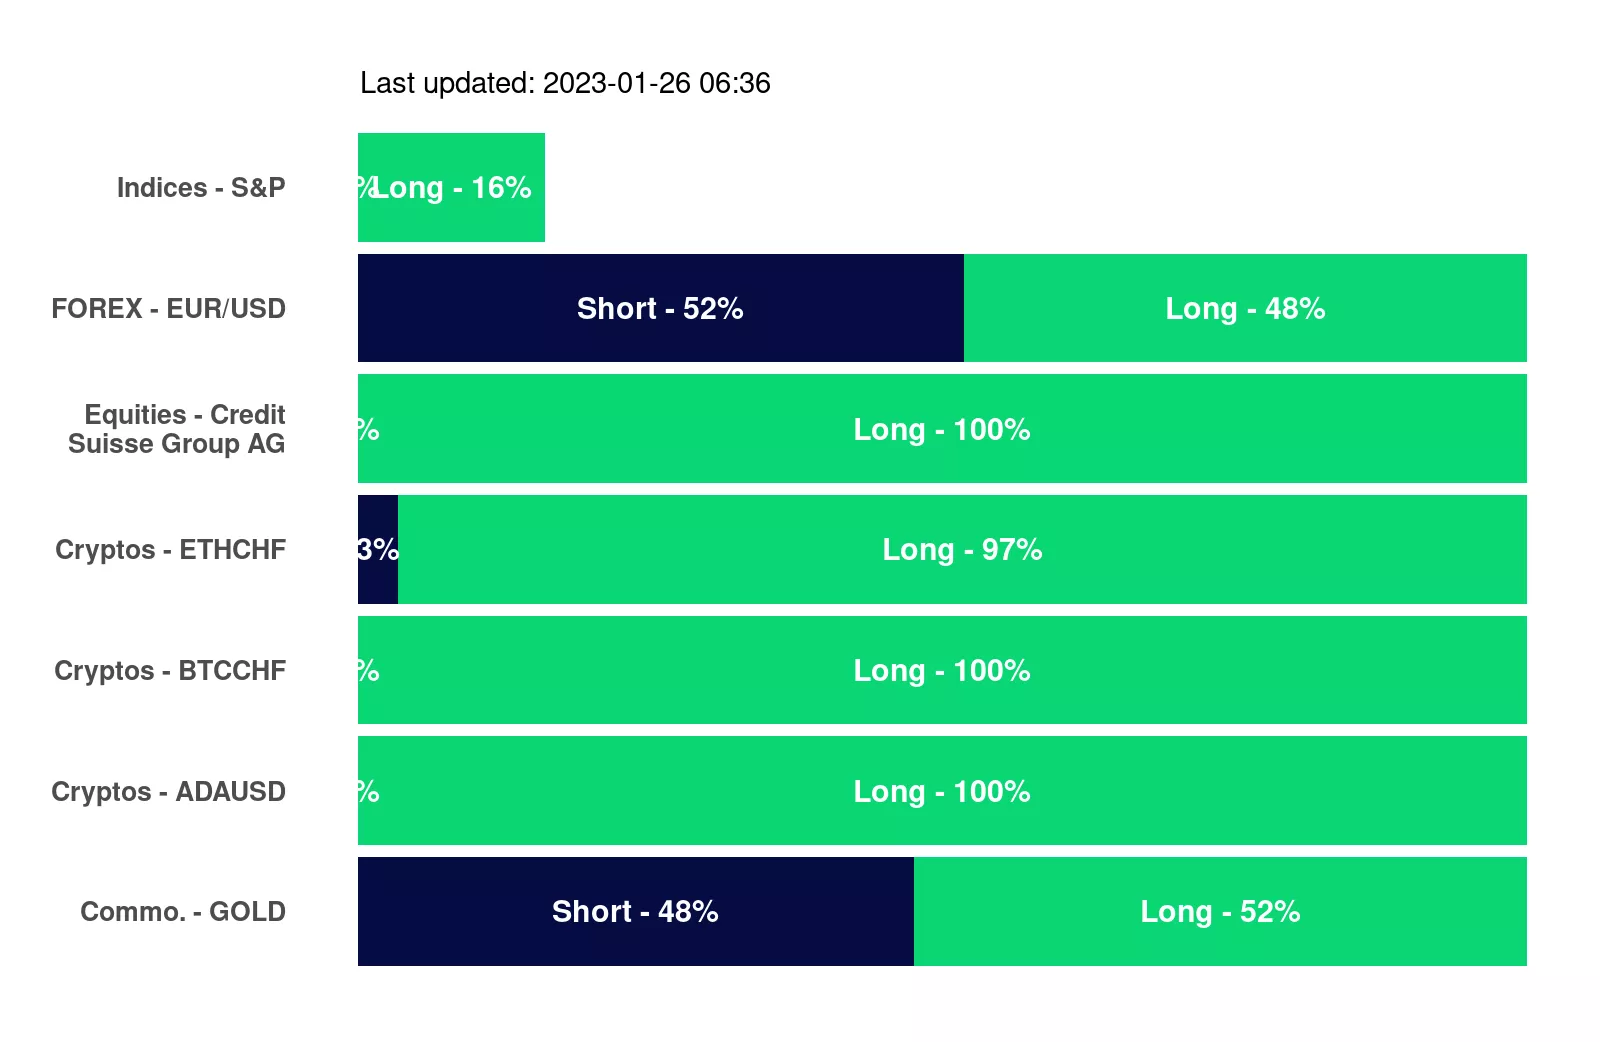 Last updated: 2023-01-26 06:36
Indices - S&P
%
Long - 16%
FOREX - EUR/USD
Short - 52%
Long - 48%
Equities - Credit
Suisse Group AG
%
Long - 100%
Cryptos - ETHCHF
3%
Long - 97%
Cryptos - BTCCHF
%
Long - 100%
Cryptos - ADAUSD
%
Long - 100%
Commo. - GOLD
Short - 48%
Long - 52%